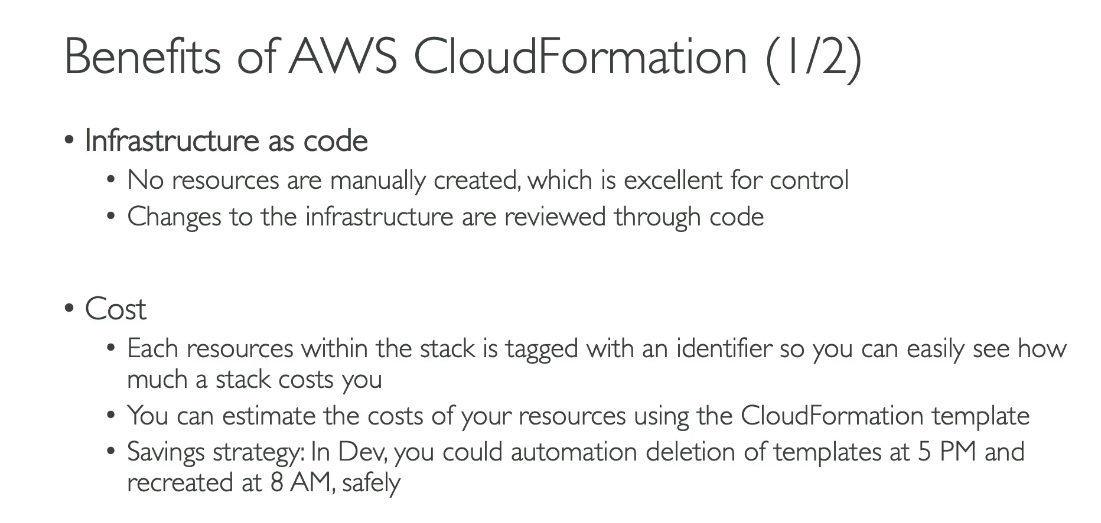 Benefits of AWS CloudFormation (1/2)
• Infrastructure as code
• No resources are manually created, which is excellent for control
• Changes to the infrastructure are reviewed through code
• Cost
• Each resources within the stack is tagged with an identifier so you can easily see how
much a stack costs you
• You can estimate the costs of your resources using the CloudFormation template
• Savings strategy: In Dev, you could automation deletion of templates at 5 PM and
recreated at 8 AM, safely